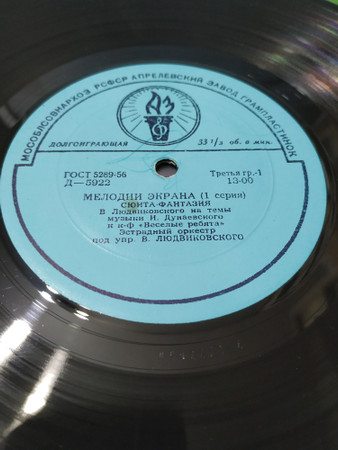 МОСОБЛСОВНАРХОЗ РСФСР АПРЕЛЕВСКИЙ ЗАВОД ГРАМПЛАСТИНОК
ДОЛГОИГРАЮЩАЯ
33 1/3 об. в мин.
ГОСТ 5289-56
Третья гр.-1
Д—5922
13-00
МЕЛОДИИ ЭКРАНА (1 серия)
СЮИТА-ФАНТАЗИЯ
В Людвиковского на темы
музыки И. Дунаевского
к к-ф «Веселые ребята»
Эстрадный оркестр
под упр. В. ЛЮДВИКОВСКОГО